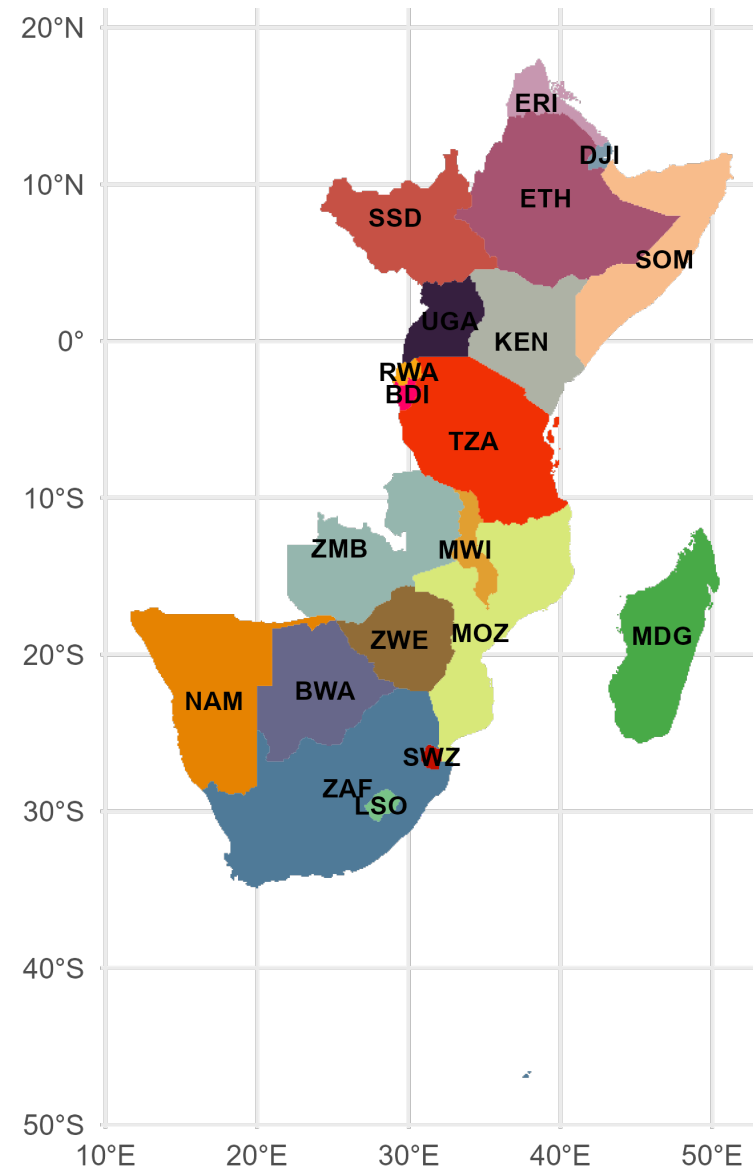 20°N
ERI
DJI
10°N
ETH
SSD
SOM
UGA
0°
KEN
RWA
BDI
TZA
10°S
ZMB
MWI
MOZ
MDG
ZWE
20°S
BWA
NAM
SWZ
ZAF
LSO
30°S
40°S
50°S
10°E 20°E 30°E 40°E 50°E